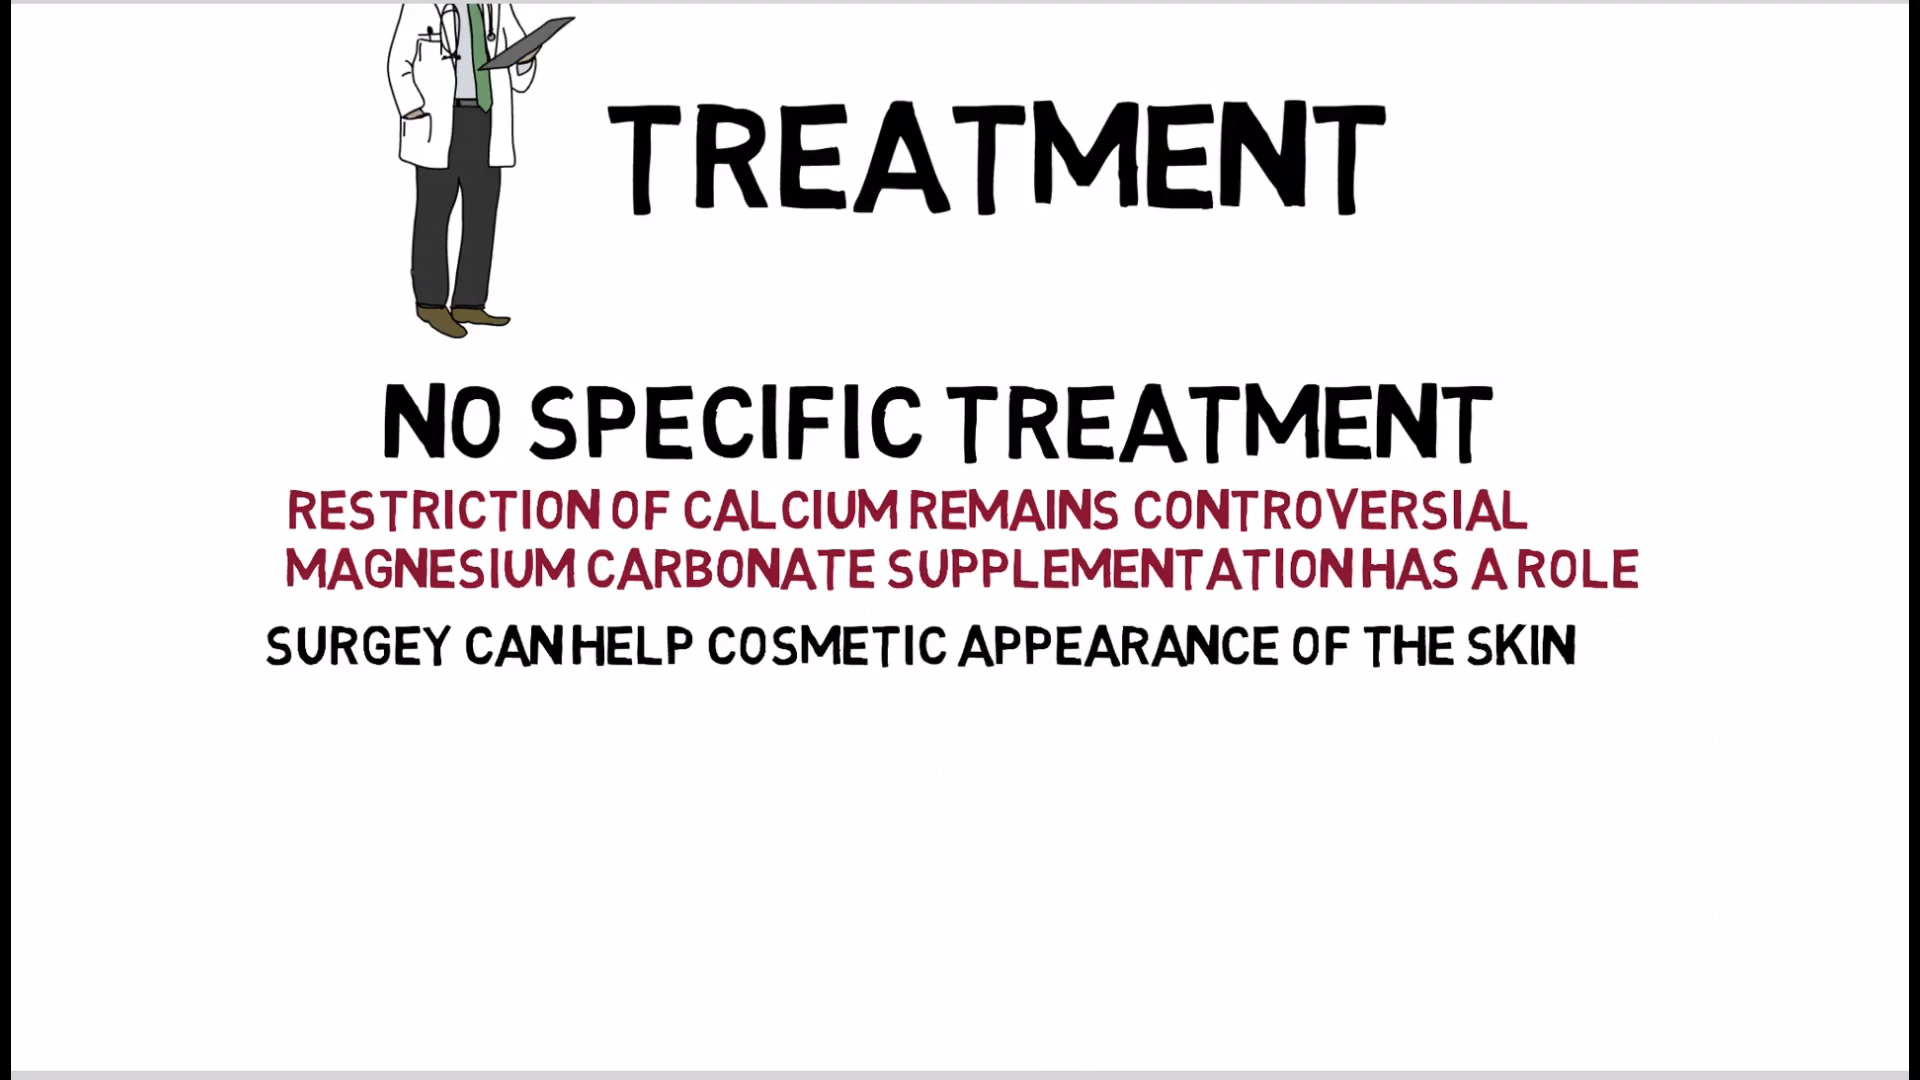 TREATMENT
NO SPECIFIC TREATMENT
RESTRICTION OF CALCIUM REMAINS CONTROVERSIAL
MAGNESIUM CARBONATE SUPPLEMENTATION HAS A ROLE
SURGEY CAN HELP COSMETIC APPEARANCE OF THE SKIN